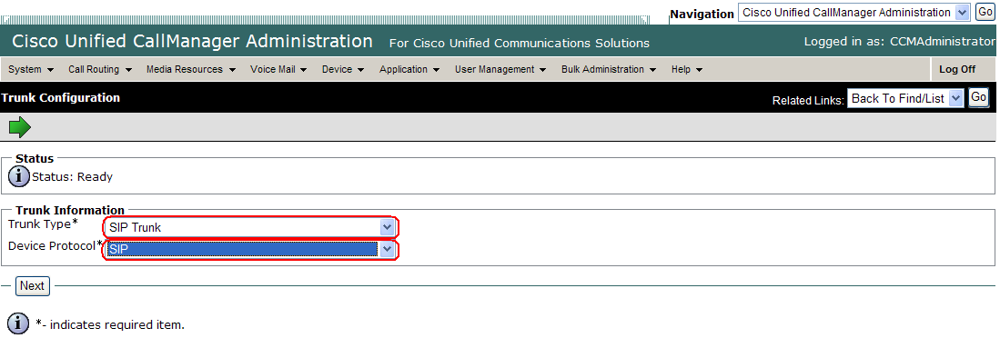 Navigation Cisco Unified CallManager Administration Go
Cisco Unified CallManager Administration For Cisco Unified Communications Solutions Logged in as: CCMAdministrator
System Call Routing Media Resources Voice Mail Device Application User Management Bulk Administration Help Log Off
Trunk Configuration Related Links: Back To Find/List Go
Status
i Status: Ready
Trunk Information
Trunk Type* SIP Trunk
Device Protocol* SIP
Next
i *- indicates required item.